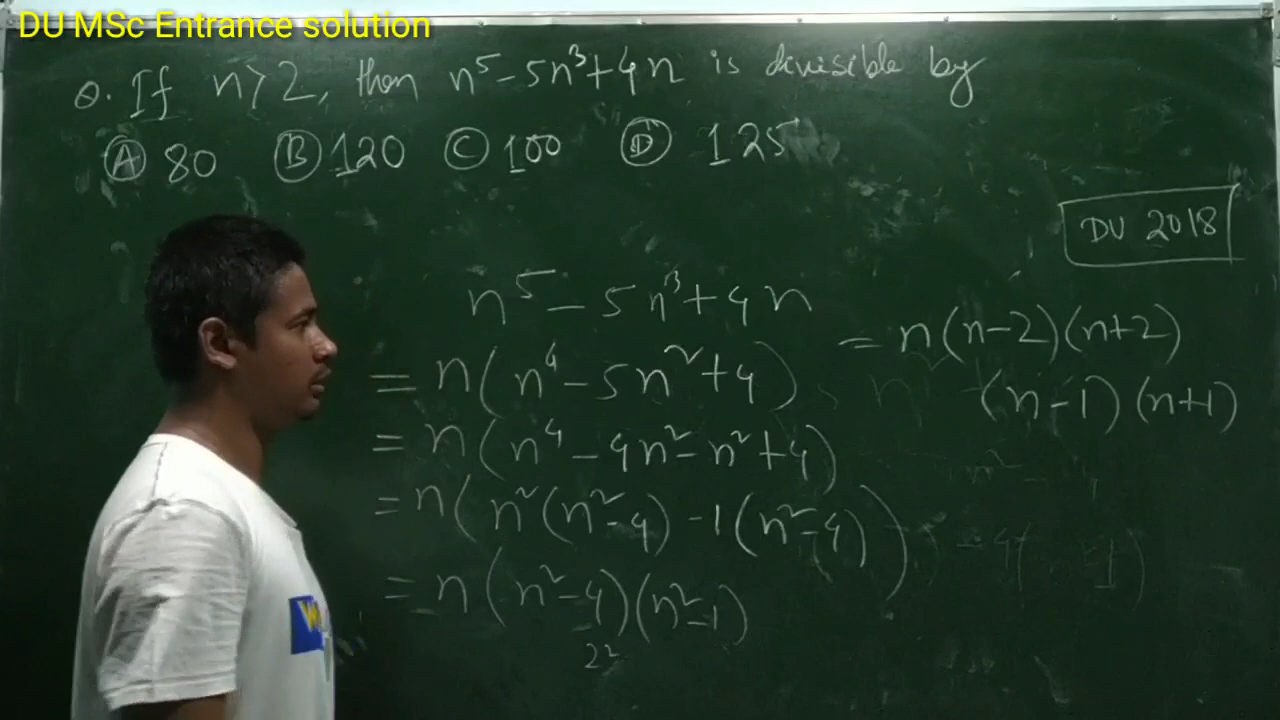 DU MSc Entrance solution
Q. If n>2, then n⁵-5n³+4n is divisible by
Ⓐ 80 Ⓑ 120 Ⓒ 100 Ⓓ 125
DU 2018
n⁵-5n³+4n
= n(n⁴-5n²+4)
= n(n⁴-4n²-n²+4)
= n(n²(n²-4)-1(n²-4))
= n(n²-4)(n²-1)
2²
= n(n-2)(n+2)
(n-1)(n+1)